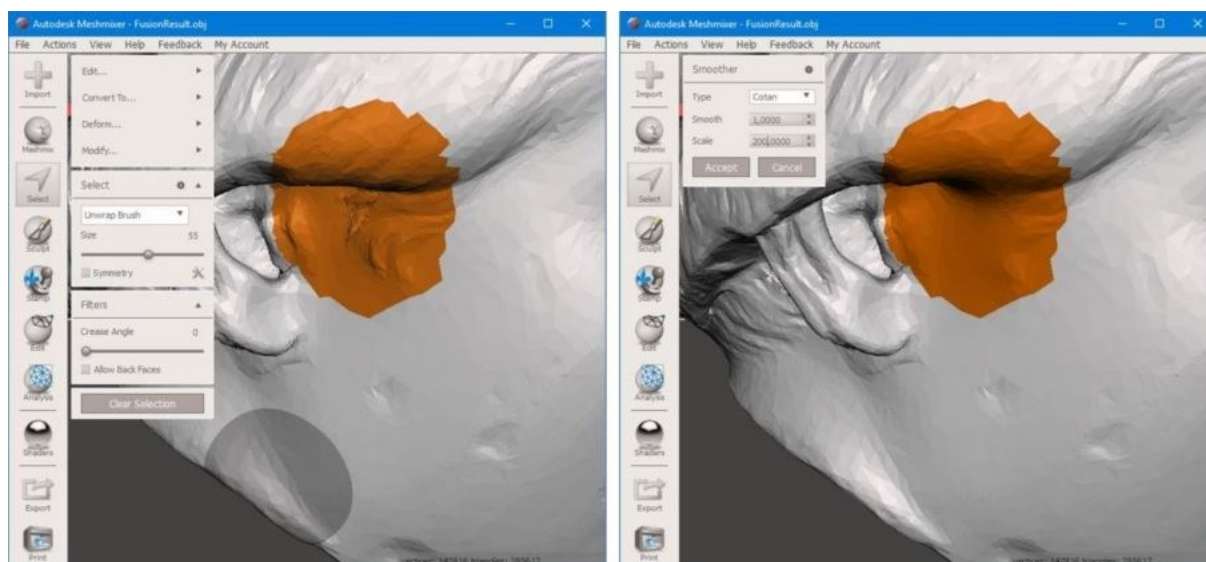 Autodesk Meshmixer - FusionResult.obj
File Actions View Help Feedback My Account
Import
Meshmix
Select
Sculpt
Stamp
Edit
Analysis
Shaders
Export
Print
Edit...
Convert To...
Deform...
Modify...
Select
Unwrap Brush
Size 55
Symmetry
Filters
Crease Angle 0
Allow Back Faces
Clear Selection
Autodesk Meshmixer - FusionResult.obj
File Actions View Help Feedback My Account
Import
Meshmix
Select
Sculpt
Stamp
Edit
Analysis
Shaders
Export
Print
Smoother
Type Cotan
Smooth 1,0000
Scale 200,0000
Accept Cancel